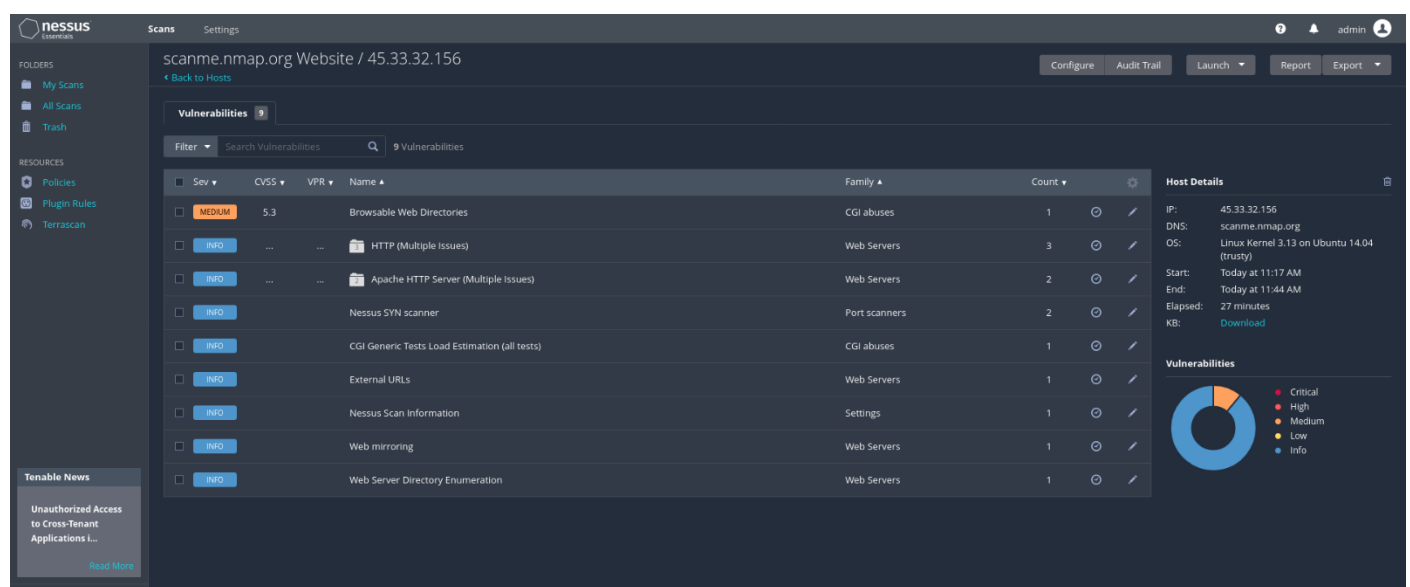 nessus
Essentials
Scans Settings
admin
FOLDERS
My Scans
All Scans
Trash
RESOURCES
Policies
Plugin Rules
Terrascan
Tenable News
Unauthorized Access
to Cross-Tenant
Applications i...
Read More
scanme.nmap.org Website / 45.33.32.156
Back to Hosts
Configure Audit Trail Launch Report Export
Vulnerabilities 9
Filter Search Vulnerabilities 9 Vulnerabilities
Sev CVSS VPR Name Family Count
MEDIUM 5.3 Browsable Web Directories CGI abuses 1
INFO ... ... 3 HTTP (Multiple Issues) Web Servers 3
INFO ... ... 2 Apache HTTP Server (Multiple Issues) Web Servers 2
INFO Nessus SYN scanner Port scanners 2
INFO CGI Generic Tests Load Estimation (all tests) CGI abuses 1
INFO External URLs Web Servers 1
INFO Nessus Scan Information Settings 1
INFO Web mirroring Web Servers 1
INFO Web Server Directory Enumeration Web Servers 1
Host Details
IP: 45.33.32.156
DNS: scanme.nmap.org
OS: Linux Kernel 3.13 on Ubuntu 14.04
(trusty)
Start: Today at 11:17 AM
End: Today at 11:44 AM
Elapsed: 27 minutes
KB: Download
Vulnerabilities
Critical
High
Medium
Low
Info